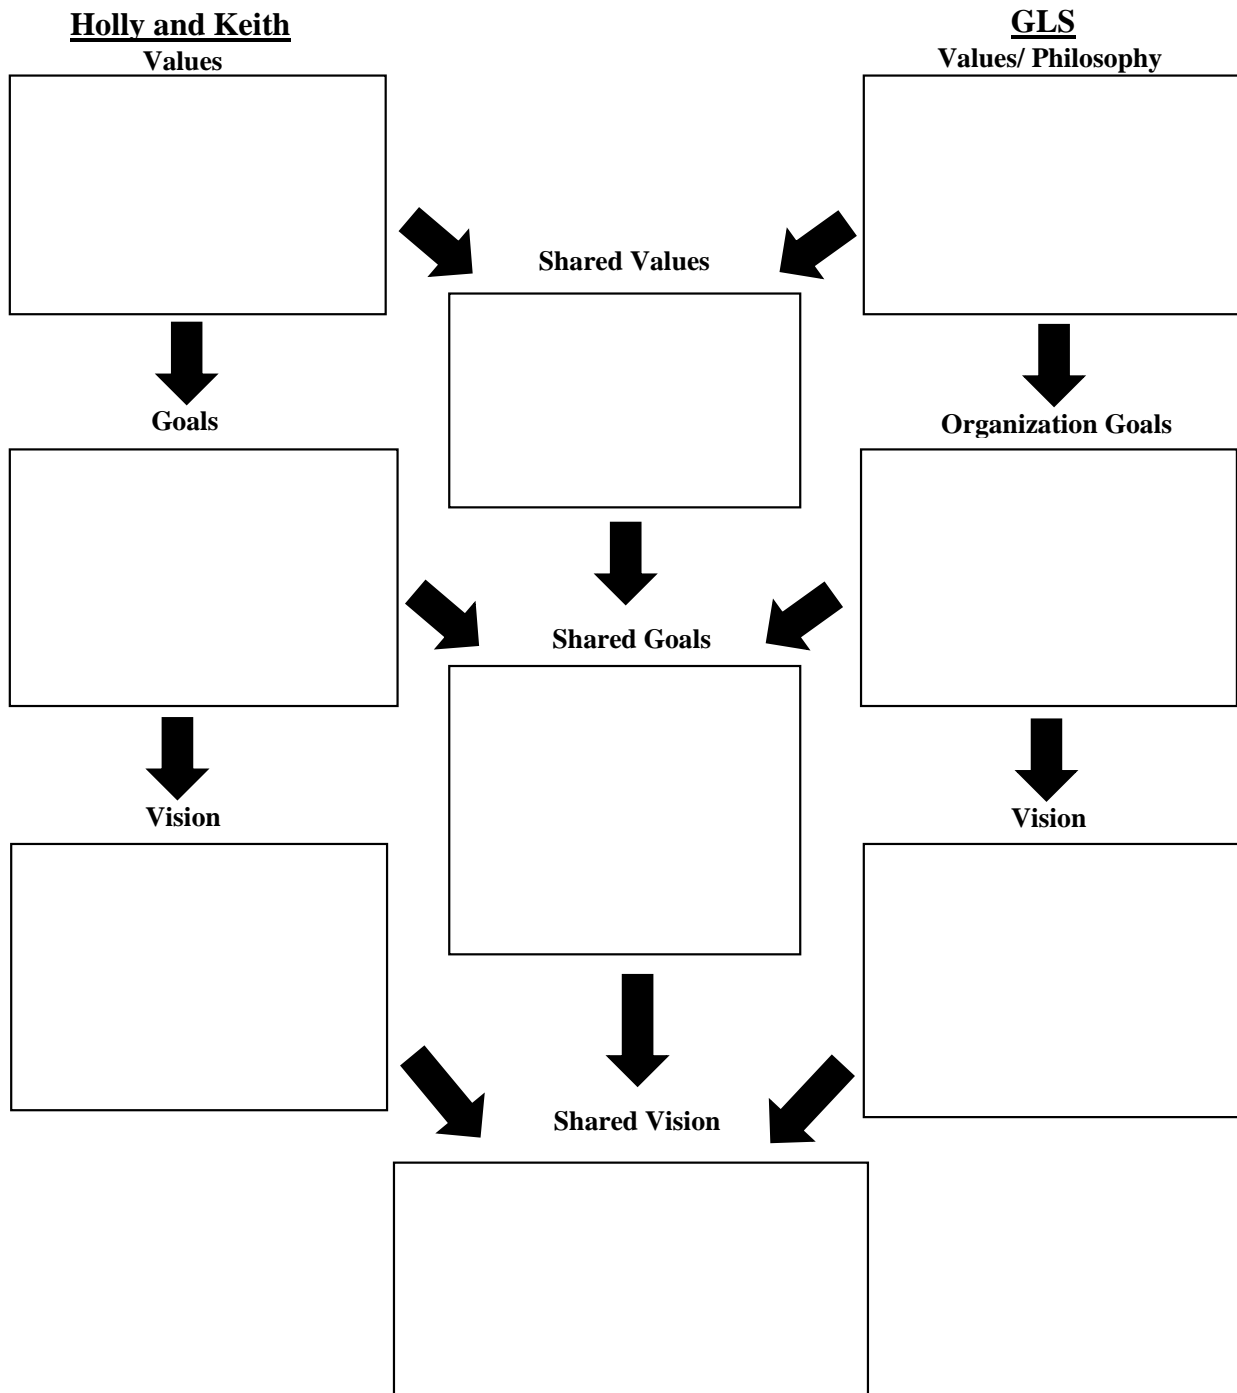 Holly and Keith
Values
GLS
Values/ Philosophy
Shared Values
Goals
Organization Goals
Shared Goals
Vision
Vision
Shared Vision